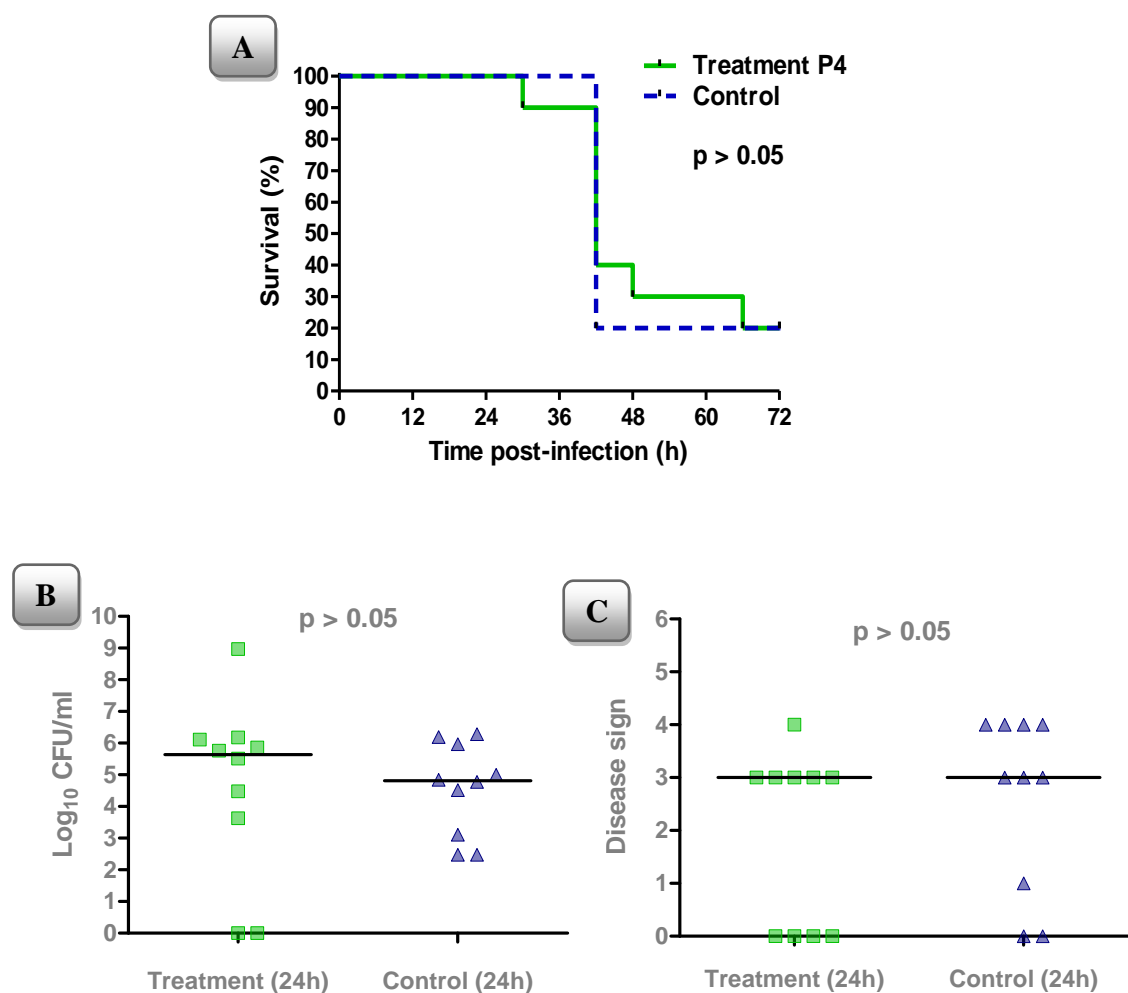 A
Treatment P4
Control
p > 0.05
100
90
80
70
60
50
40
30
20
10
0
Survival (%)
0 12 24 36 48 60 72
Time post-infection (h)
B
p > 0.05
10
9
8
7
6
5
4
3
2
1
0
Log10 CFU/ml
Treatment (24h) Control (24h)
C
p > 0.05
6
5
4
3
2
1
0
Disease sign
Treatment (24h) Control (24h)